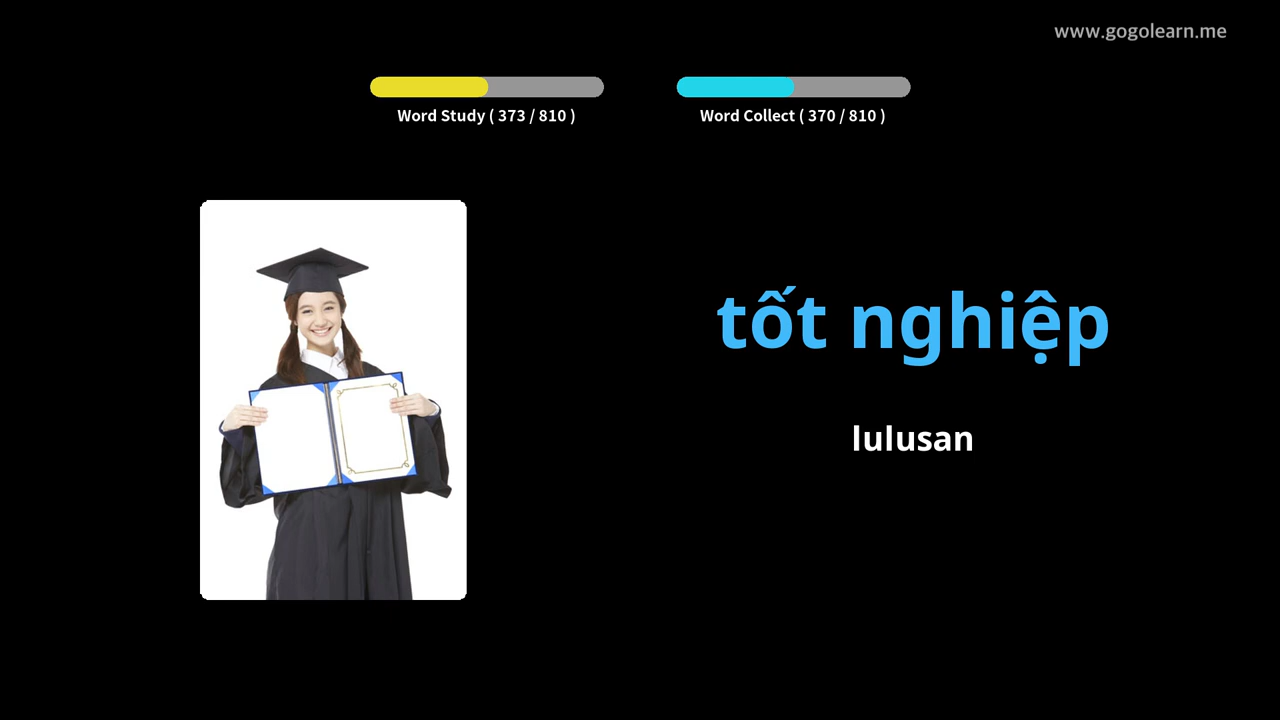 www.gogolearn.me
Word Study ( 373 / 810 )
Word Collect ( 370 / 810 )
tốt nghiệp
lulusan